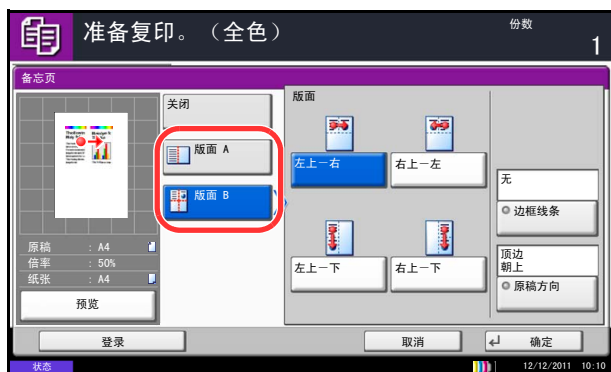 准备复印。（全色）
份数
1
备忘页
关闭
版面 A
版面 B
版面
左上－右
右上－左
左上－下
右上－下
无
边框线条
顶边
朝上
原稿方向
原稿 : A4
倍率 : 50%
纸张 : A4
预览
登录
取消
确定
状态
12/12/2011 10:10